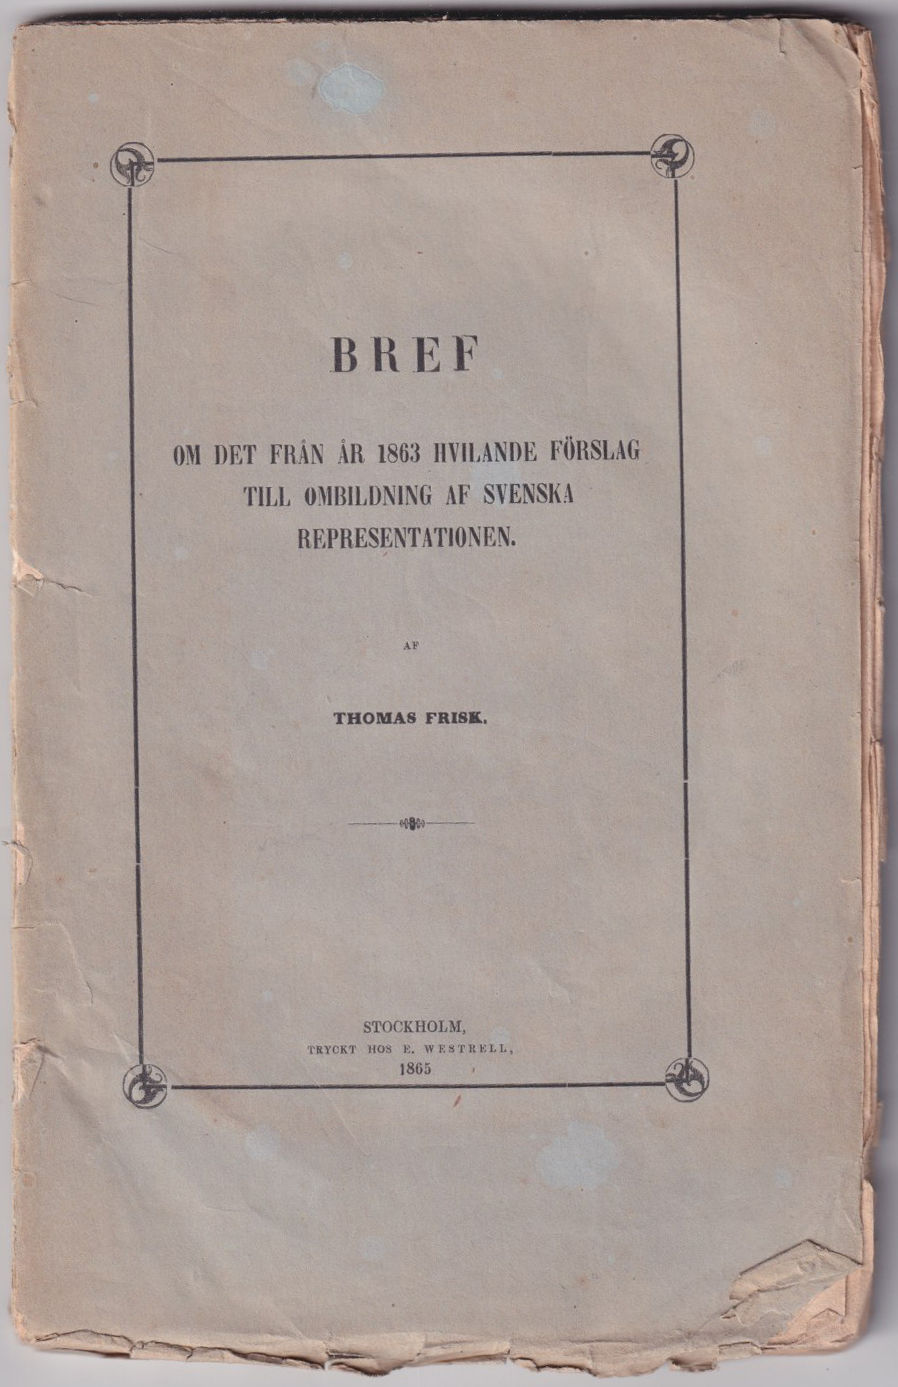 BREF
OM DET FRÅN ÅR 1863 HVILANDE FÖRSLAG
TILL OMBILDNING AF SVENSKA
REPRESENTATIONEN.
AF
THOMAS FRISK.
STOCKHOLM,
TRYCKT HOS E. WESTRELL,
1865